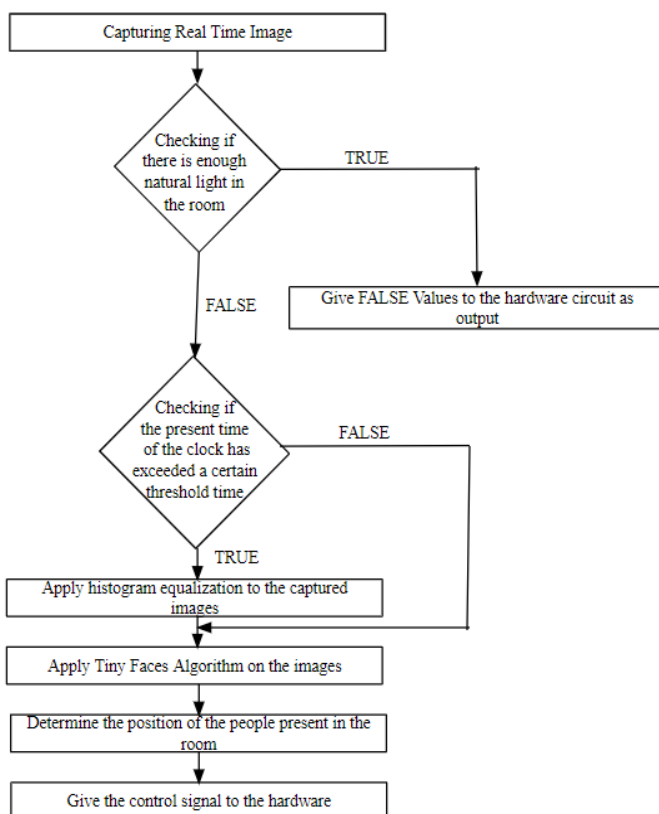 Capturing Real Time Image
Checking if
there is enough
natural light in
the room
TRUE
Give FALSE Values to the hardware circuit as
output
FALSE
Checking if
the present time
of the clock has
exceeded a certain
threshold time
FALSE
TRUE
Apply histogram equalization to the captured
images
Apply Tiny Faces Algorithm on the images
Determine the position of the people present in the
room
Give the control signal to the hardware